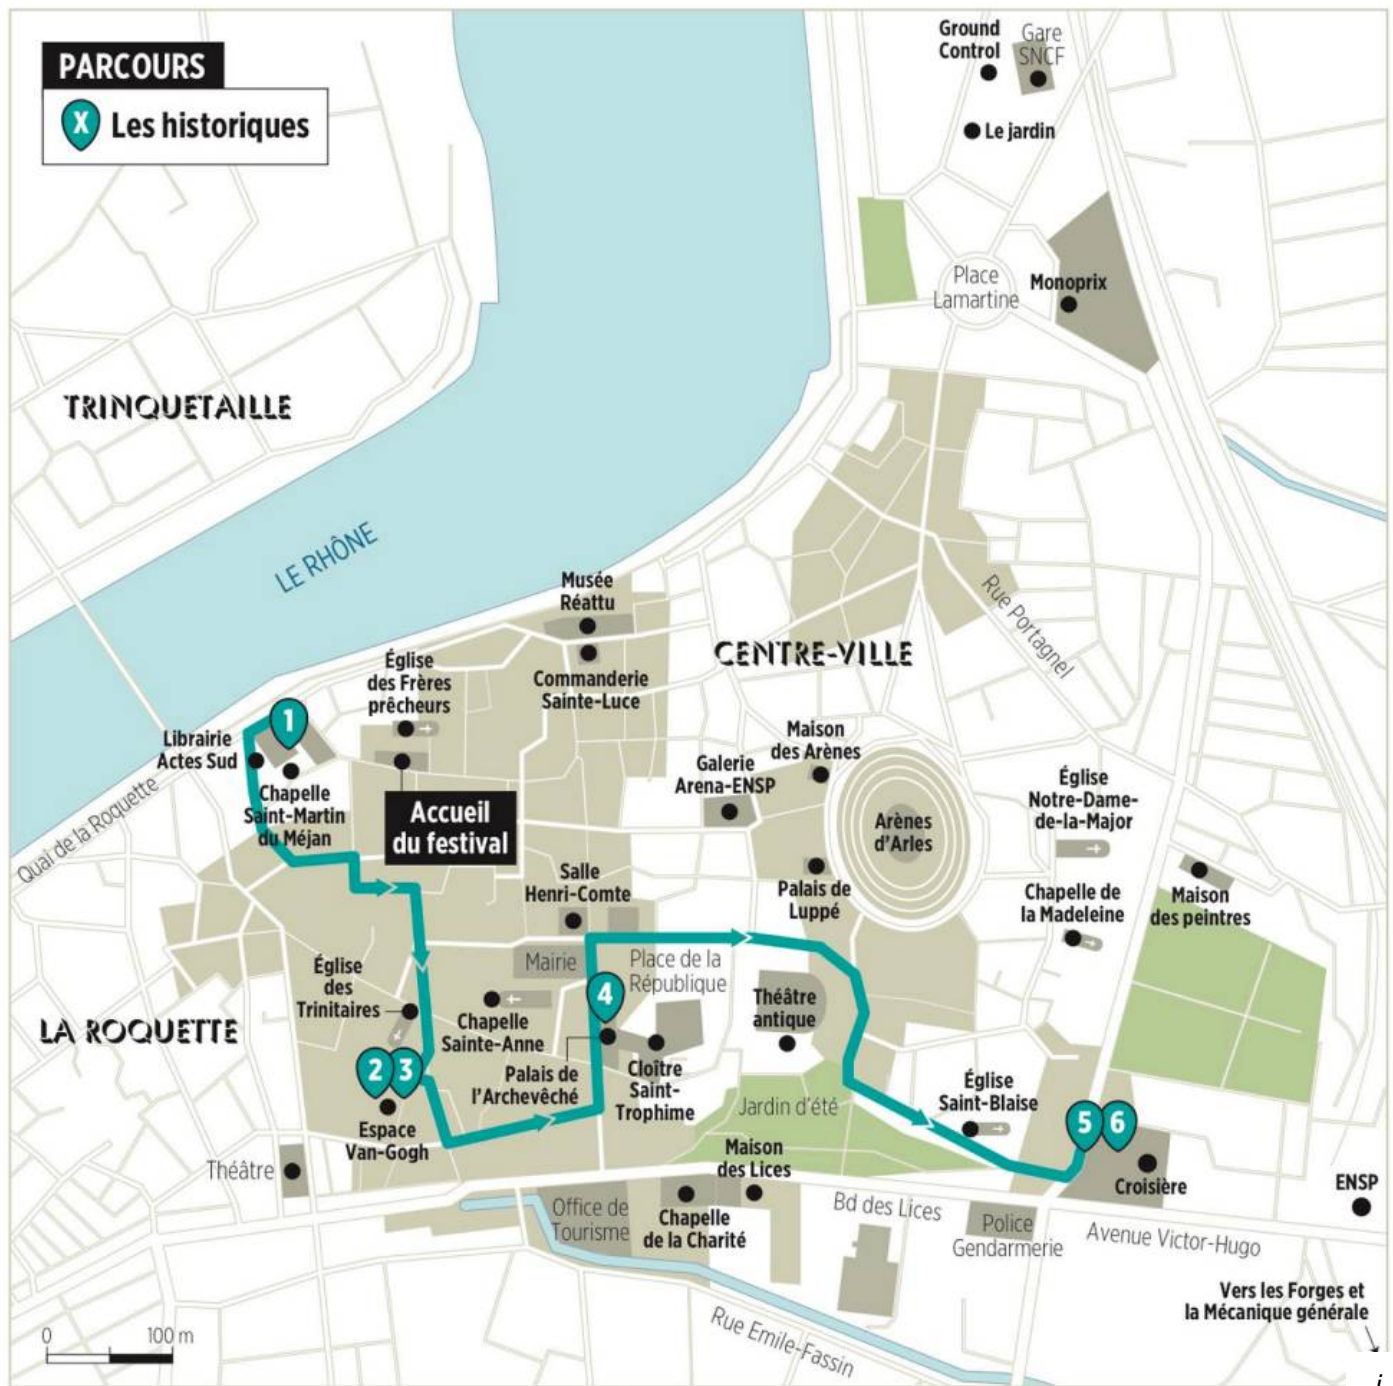 PARCOURS
X Les historiques
Ground
Control
Gare
SNCF
Le jardin
Place
Lamartine
Monoprix
TRINQUETAILLE
LE RHÔNE
Rue Portagnel
Musée
Réattu
CENTRE-VILLE
Commanderie
Sainte-Luce
Église
des Frères
prêcheurs
1
Librairie
Actes Sud
Chapelle
Saint-Martin
du Méjan
Quai de la Roquette
Accueil
du festival
Maison
des Arènes
Galerie
Arena-ENSP
Arènes
d'Arles
Église
Notre-Dame-
de-la-Major
Palais de
Luppé
Chapelle de
la Madeleine
Maison
des peintres
Salle
Henri-Comte
Mairie
Place de la
République
4
Église
des
Trinitaires
Chapelle
Sainte-Anne
Théâtre
antique
LA ROQUETTE
Palais de
l'Archevêché
Cloître
Saint-
Trophime
2 3
Espace
Van-Gogh
Jardin d'été
Église
Saint-Blaise
5 6
Croisière
ENSP
Théâtre
Maison
des Lices
Office de
Tourisme
Chapelle
de la Charité
Bd des Lices
Police
Gendarmerie
Avenue Victor-Hugo
Vers les Forges et
la Mécanique générale
Rue Emile-Fassin
0 100 m
i